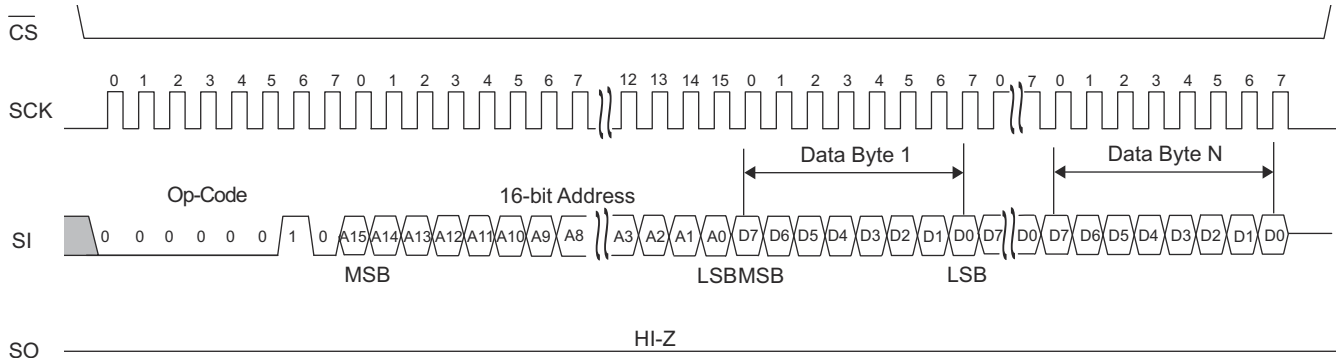 CS
SCK
0 1 2 3 4 5 6 7 0 1 2 3 4 5 6 7 12 13 14 15 0 1 2 3 4 5 6 7 0 7 0 1 2 3 4 5 6 7
Data Byte 1 Data Byte N
Op-Code 16-bit Address
SI
0 0 0 0 0 0 1 0 A15 A14 A13 A12 A11 A10 A9 A8 A3 A2 A1 A0 D7 D6 D5 D4 D3 D2 D1 D0 D7 D0 D7 D6 D5 D4 D3 D2 D1 D0
MSB LSB MSB LSB
HI-Z
SO